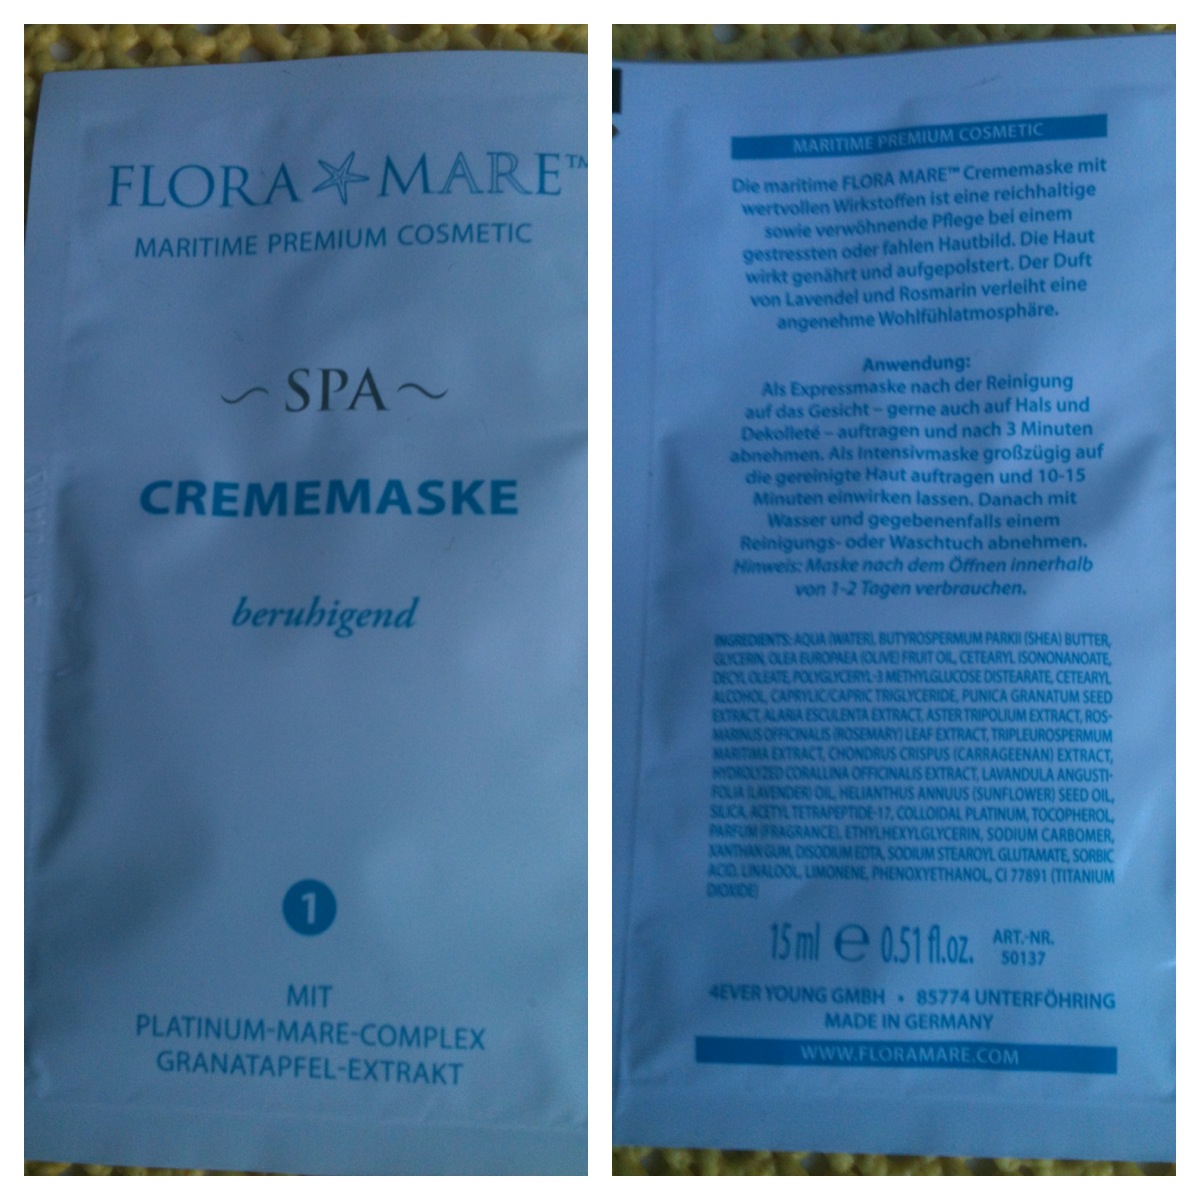 FLORA MARE™
MARITIME PREMIUM COSMETIC
~ SPA ~
CREMEMASKE
beruhigend
1
MIT
PLATINUM-MARE-COMPLEX
GRANATAPFEL-EXTRAKT
MARITIME PREMIUM COSMETIC
Die maritime FLORA MARE™ Crememaske mit
wertvollen Wirkstoffen ist eine reichhaltige
sowie verwöhnende Pflege bei einem
gestressten oder fahlen Hautbild. Die Haut
wirkt genährt und aufgepolstert. Der Duft
von Lavendel und Rosmarin verleiht eine
angenehme Wohlfühlatmosphäre.
Anwendung:
Als Expressmaske nach der Reinigung
auf das Gesicht – gerne auch auf Hals und
Dekolleté – auftragen und nach 3 Minuten
abnehmen. Als Intensivmaske großzügig auf
die gereinigte Haut auftragen und 10-15
Minuten einwirken lassen. Danach mit
Wasser und gegebenenfalls einem
Reinigungs- oder Waschtuch abnehmen.
Hinweis: Maske nach dem Öffnen innerhalb
von 1-2 Tagen verbrauchen.
INGREDIENTS: AQUA (WATER), BUTYROSPERMUM PARKII (SHEA) BUTTER,
GLYCERIN, OLEA EUROPAEA (OLIVE) FRUIT OIL, CETEARYL ISONONANOATE,
DECYL OLEATE, POLYGLYCERYL-3 METHYLGLUCOSE DISTEARATE, CETEARYL
ALCOHOL, CAPRYLIC/CAPRIC TRIGLYCERIDE, PUNICA GRANATUM SEED
EXTRACT, ALARIA ESCULENTA EXTRACT, ASTER TRIPOLIUM EXTRACT, ROS-
MARINUS OFFICINALIS (ROSEMARY) LEAF EXTRACT, TRIPLEUROSPERMUM
MARITIMA EXTRACT, CHONDRUS CRISPUS (CARRAGEENAN) EXTRACT,
HYDROLYZED CORALLINA OFFICINALIS EXTRACT, LAVANDULA ANGUSTI-
FOLIA (LAVENDER) OIL, HELIANTHUS ANNUUS (SUNFLOWER) SEED OIL,
SILICA, ACETYL TETRAPEPTIDE-17, COLLOIDAL PLATINUM, TOCOPHEROL,
PARFUM (FRAGRANCE), ETHYLHEXYLGLYCERIN, SODIUM CARBOMER,
XANTHAN GUM, DISODIUM EDTA, SODIUM STEAROYL GLUTAMATE, SORBIC
ACID, LINALOOL, LIMONENE, PHENOXYETHANOL, CI 77891 (TITANIUM
DIOXIDE)
15 ml e 0.51 fl.oz. ART.-NR.
50137
4EVER YOUNG GMBH • 85774 UNTERFÖHRING
MADE IN GERMANY
WWW.FLORAMARE.COM